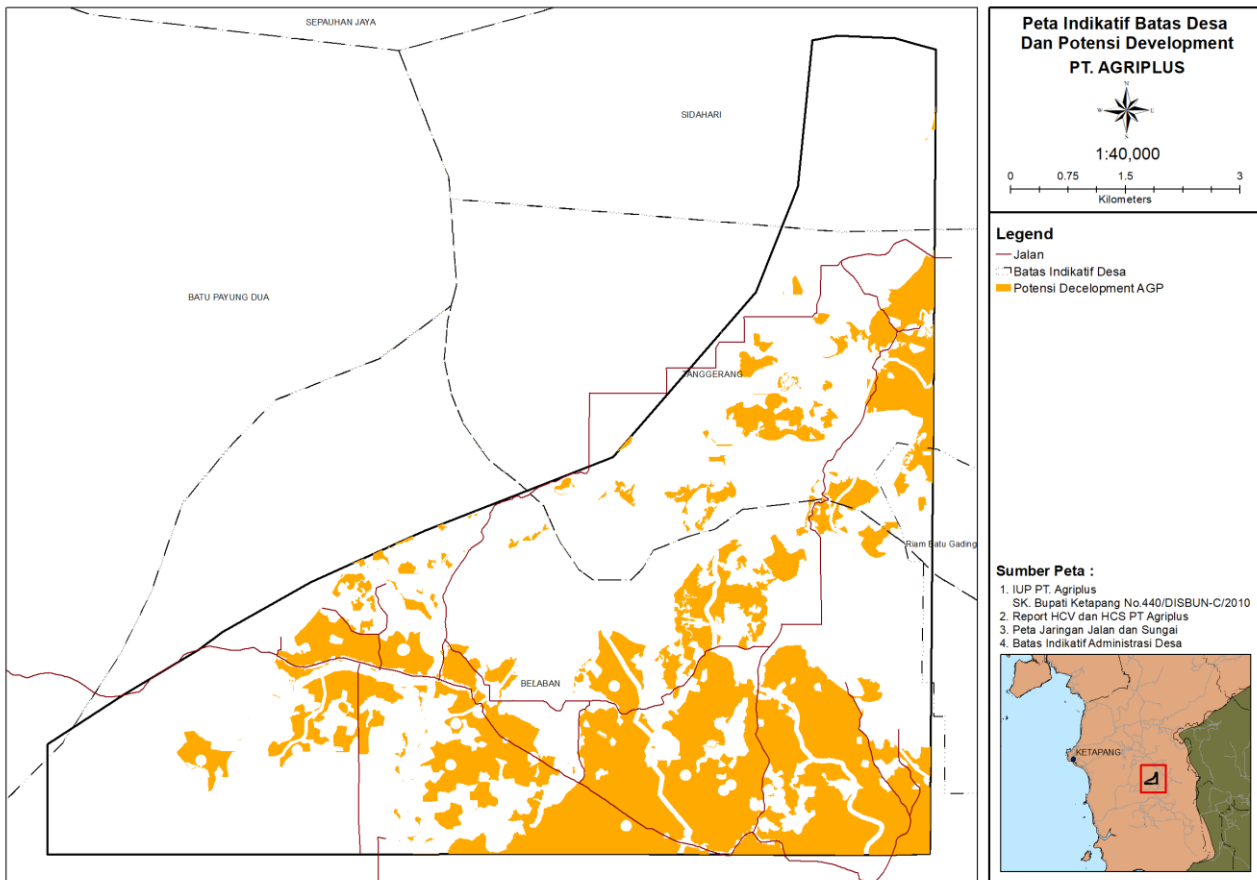 SEPAUHAN JAYA
SIDAHARI
BATU PAYUNG DUA
TANGGERANG
Riam Batu Gading
BELABAN
Peta Indikatif Batas Desa
Dan Potensi Development
PT. AGRIPLUS
N
W E
S
1:40,000
0 0.75 1.5 3
Kilometers
Legend
Jalan
Batas Indikatif Desa
Potensi Decelopment AGP
Sumber Peta :
1. IUP PT. Agriplus
SK. Bupati Ketapang No.440/DISBUN-C/2010
2. Report HCV dan HCS PT Agriplus
3. Peta Jaringan Jalan dan Sungai
4. Batas Indikatif Administrasi Desa
KETAPANG